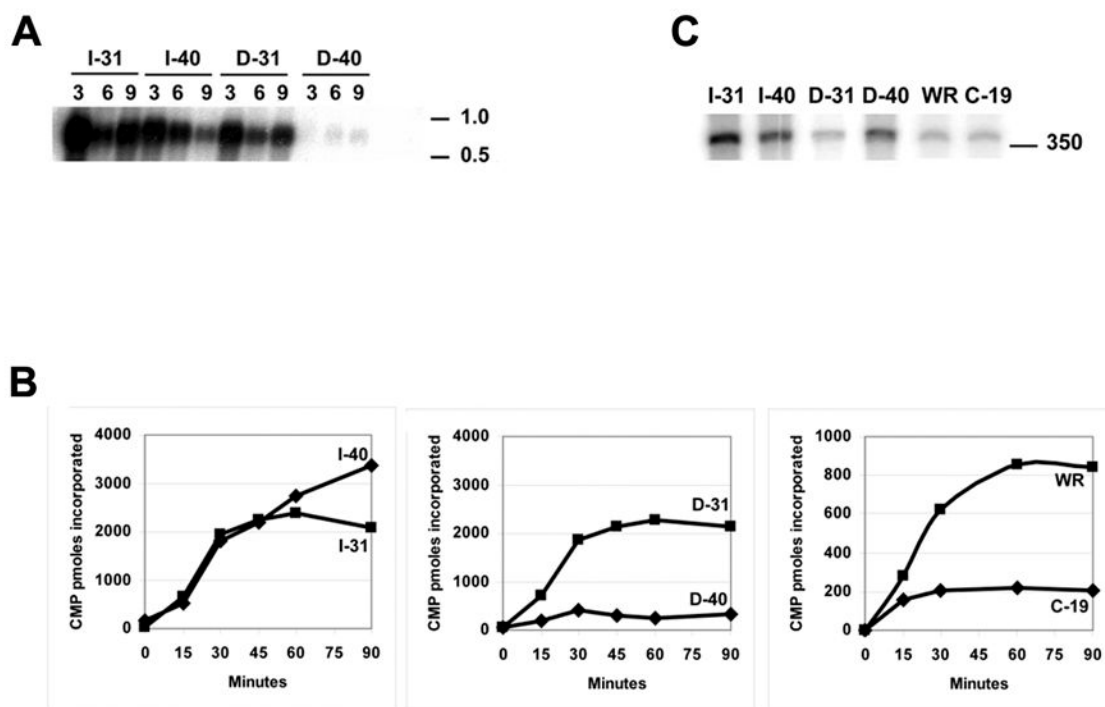 A
I-31 I-40 D-31 D-40
3 6 9 3 6 9 3 6 9 3 6 9
1.0
0.5
C
I-31 I-40 D-31 D-40 WR C-19
350
B
CMP pmoles incorporated
4000
3000
2000
1000
0
I-40
I-31
0 15 30 45 60 75 90
Minutes
CMP pmoles incorporated
4000
3000
2000
1000
0
D-31
D-40
0 15 30 45 60 75 90
Minutes
CMP pmoles incorporated
1000
800
600
400
200
0
WR
C-19
0 15 30 45 60 75 90
Minutes